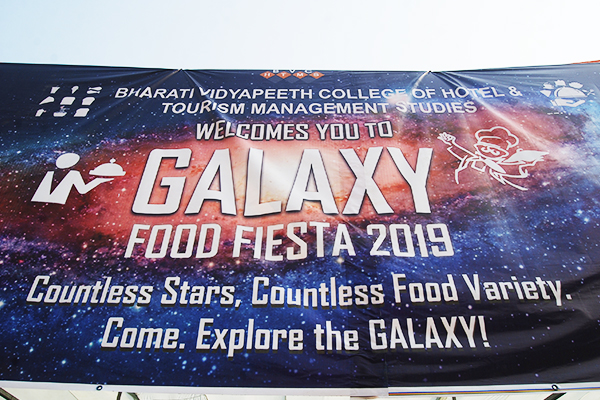 BHARATI VIDYAPEETH COLLEGE OF HOTEL &
TOURISM MANAGEMENT STUDIES
WELCOMES YOU TO
GALAXY
FOOD FIESTA 2019
Countless Stars, Countless Food Variety.
Come. Explore the GALAXY!